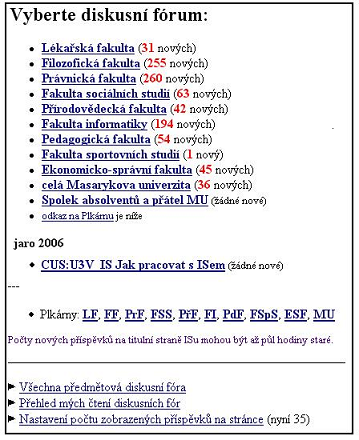 Vyberte diskusní fórum:
Lékařská fakulta (31 nových)
Filozofická fakulta (255 nových)
Právnická fakulta (260 nových)
Fakulta sociálních studií (63 nových)
Přírodovědecká fakulta (42 nových)
Fakulta informatiky (194 nových)
Pedagogická fakulta (54 nových)
Fakulta sportovních studií (1 nový)
Ekonomicko-správní fakulta (45 nových)
celá Masarykova univerzita (36 nových)
Spolek absolventů a přátel MU (žádné nové)
odkaz na Plkárnu je níže
jaro 2006
CUS:U3V_IS Jak pracovat s ISem (žádné nové)
---
Plkárny: LF, FF, PrF, FSS, PřF, FI, PdF, FSpS, ESF, MU
Počty nových příspěvků na titulní straně ISu mohou být až půl hodiny staré.
Všechna předmětová diskusní fóra
Přehled mých čtení diskusních fór
Nastavení počtu zobrazených příspěvků na stránce (nyní 35)